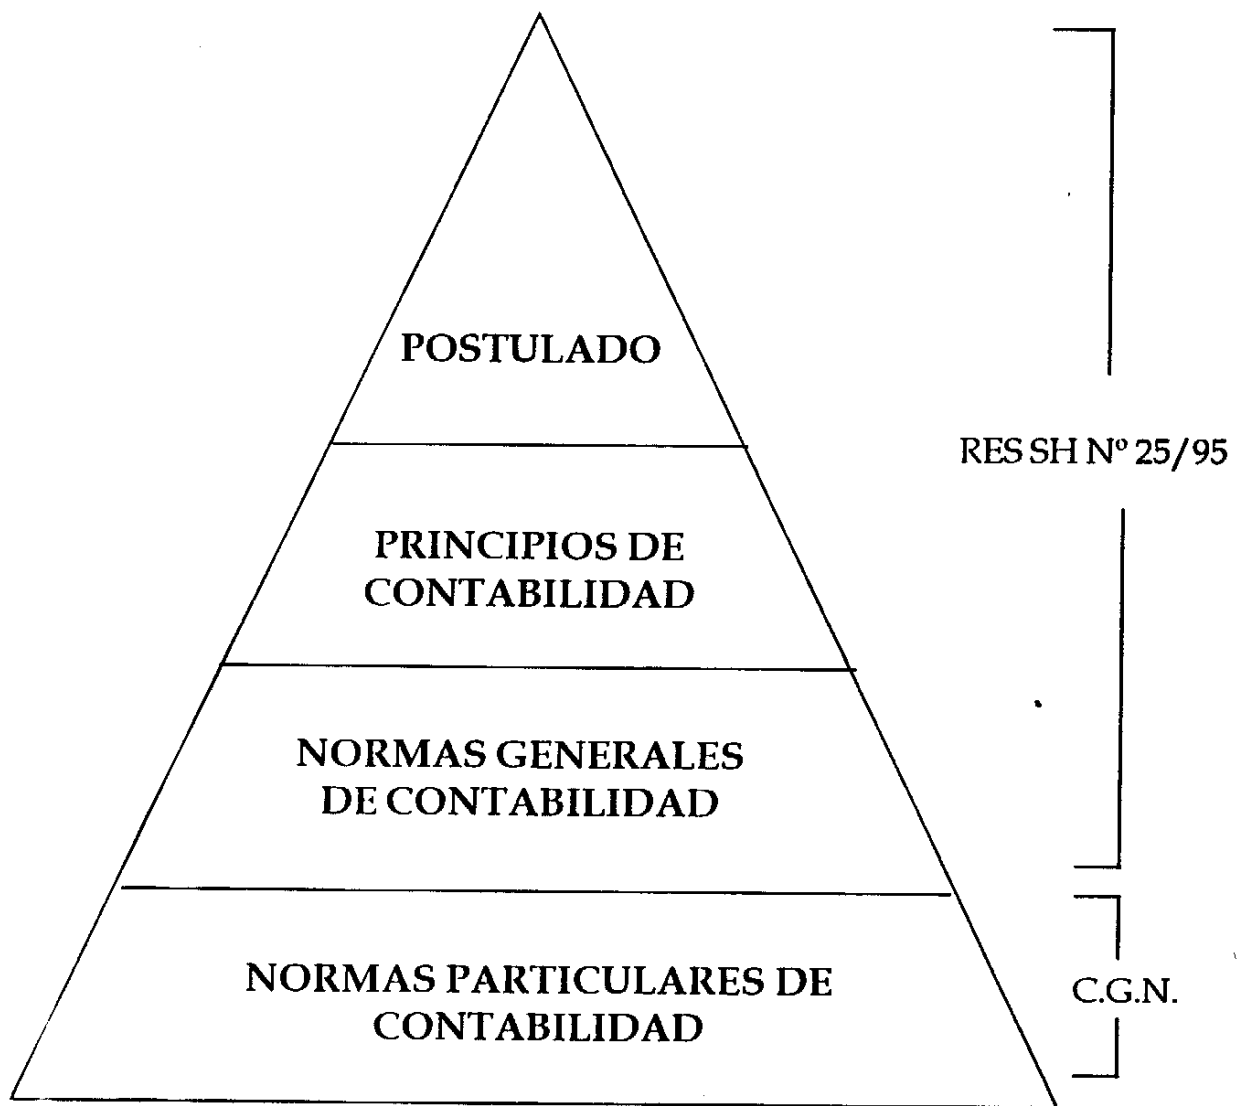 POSTULADO
RES SH Nº 25/95
PRINCIPIOS DE
CONTABILIDAD
NORMAS GENERALES
DE CONTABILIDAD
NORMAS PARTICULARES DE
CONTABILIDAD
C.G.N.